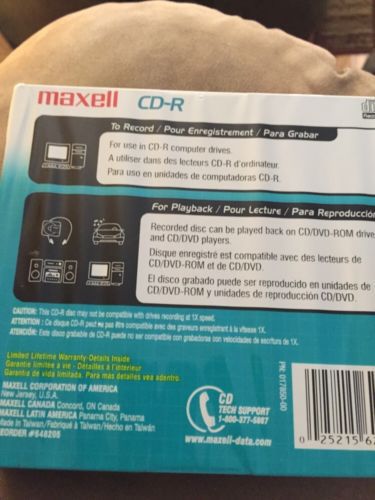 maxell CD-R
To Record / Pour Enregistrement / Para Grabar
For use in CD-R computer drives.
A utiliser dans des lecteurs CD-R d'ordinateur.
Para uso en unidades de computadoras CD-R.
For Playback / Pour Lecture / Para Reproducción
Recorded disc can be played back on CD/DVD-ROM drive
and CD/DVD players.
Disque enregistré est compatible avec des lecteurs de
CD/DVD-ROM et de CD/DVD.
El disco grabado puede ser reproducido en unidades de
CD/DVD-ROM y unidades de reproducción CD/DVD.
CAUTION: This CD-R disc may not be compatible with drives recording at 1X speed.
ATTENTION : Ce disque CD-R peut ne pas être compatible avec des graveurs enregistrant à la vitesse 1X.
ATENCIÓN: Este disco grabable de CD-R puede no ser compatible con grabadoras con velocidades de escritura de 1X.
Limited Lifetime Warranty-Details Inside
Garantie limitée à vie - Détailles à l'intérieur
Garantía de vida limitada. Para mas detalles vea adentro.
MAXELL CORPORATION OF AMERICA
New Jersey, U.S.A.
MAXELL CANADA Concord, ON Canada
MAXELL LATIN AMERICA Panama City, Panama
Made in Taiwan / Fabriqué à Taiwan / Hecho en Taiwán
REORDER #648205
CD
TECH SUPPORT
1-800-377-5887
www.maxell-data.com
PN: 017850-00
0 25215 62